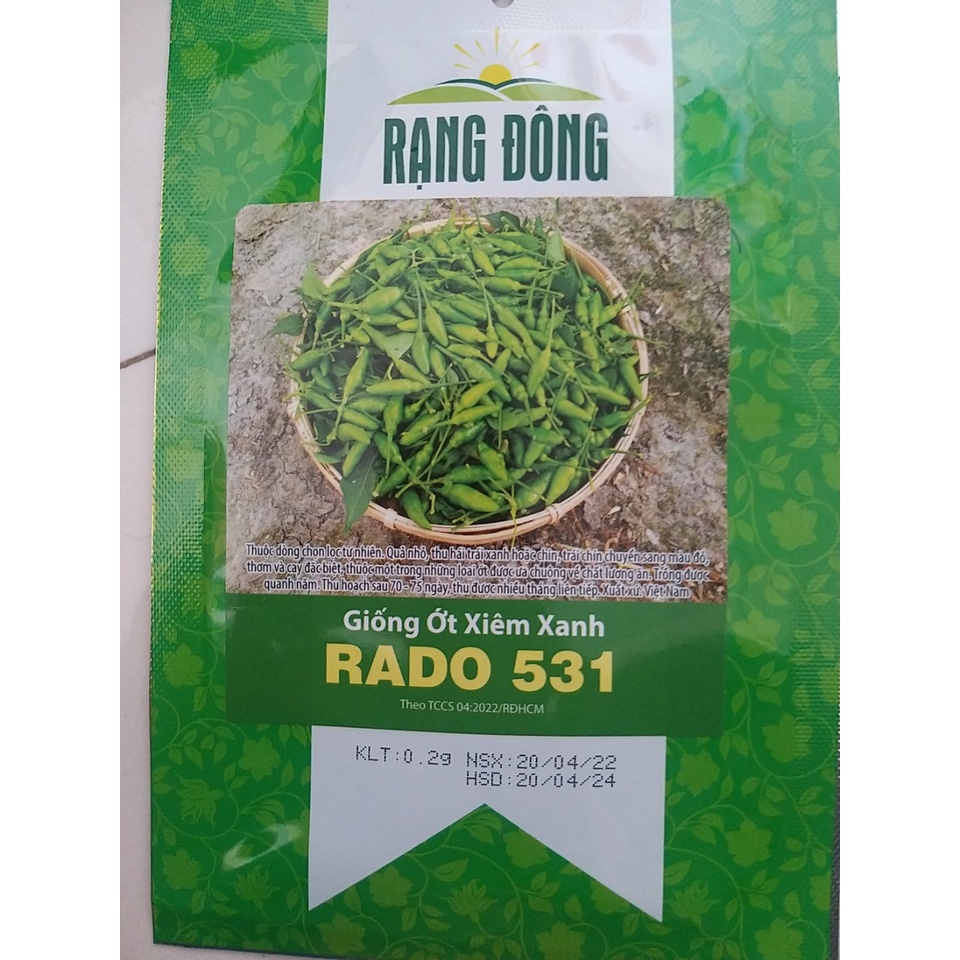 RẠNG ĐÔNG
Thuộc dòng chọn lọc tự nhiên. Quả nhỏ, thu hái trái xanh hoặc chín, trái chín chuyển sang màu đỏ,
thơm và cay đặc biệt, thuộc một trong những loại ớt được ưa chuộng về chất lượng ăn. Trồng được
quanh năm. Thu hoạch sau 70 - 75 ngày, thu được nhiều tháng liên tiếp. Xuất xứ: Việt Nam
Giống Ớt Xiêm Xanh
RADO 531
Theo TCCS 04:2022/RĐHCM
KLT:0.2g NSX:20/04/22
HSD:20/04/24